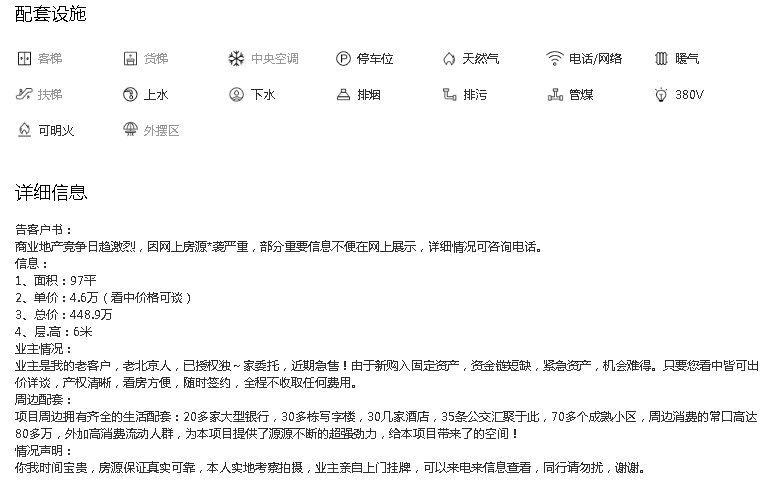 配套设施
客梯 货梯 中央空调 停车位 天然气 电话/网络 暖气
扶梯 上水 下水 排烟 排污 管煤 380V
可明火 外摆区
详细信息
告客户书：
商业地产竞争日趋激烈，因网上房源*袭严重，部分重要信息不便在网上展示，详细情况可咨询电话。
信息：
1、面积：97平
2、单价：4.6万（看中价格可谈）
3、总价：448.9万
4、层.高：6米
业主情况：
业主是我的老客户，老北京人，已授权独～家委托，近期急售！由于新购入固定资产，资金链短缺，紧急资产，机会难得。只要您看中皆可出
价详谈，产权清晰，看房方便，随时签约，全程不收取任何费用。
周边配套：
项目周边拥有齐全的生活配套：20多家大型银行，30多栋写字楼，30几家酒店，35条公交汇聚于此，70多个成熟小区，周边消费的常口高达
80多万，外加高消费流动人群，为本项目提供了源源不断的超强劲力，给本项目带来了的空间！
情况声明：
你我时间宝贵，房源保证真实可靠，本人实地考察拍摄，业主亲自上门挂牌，可以来电来信息查看，同行请勿扰，谢谢。